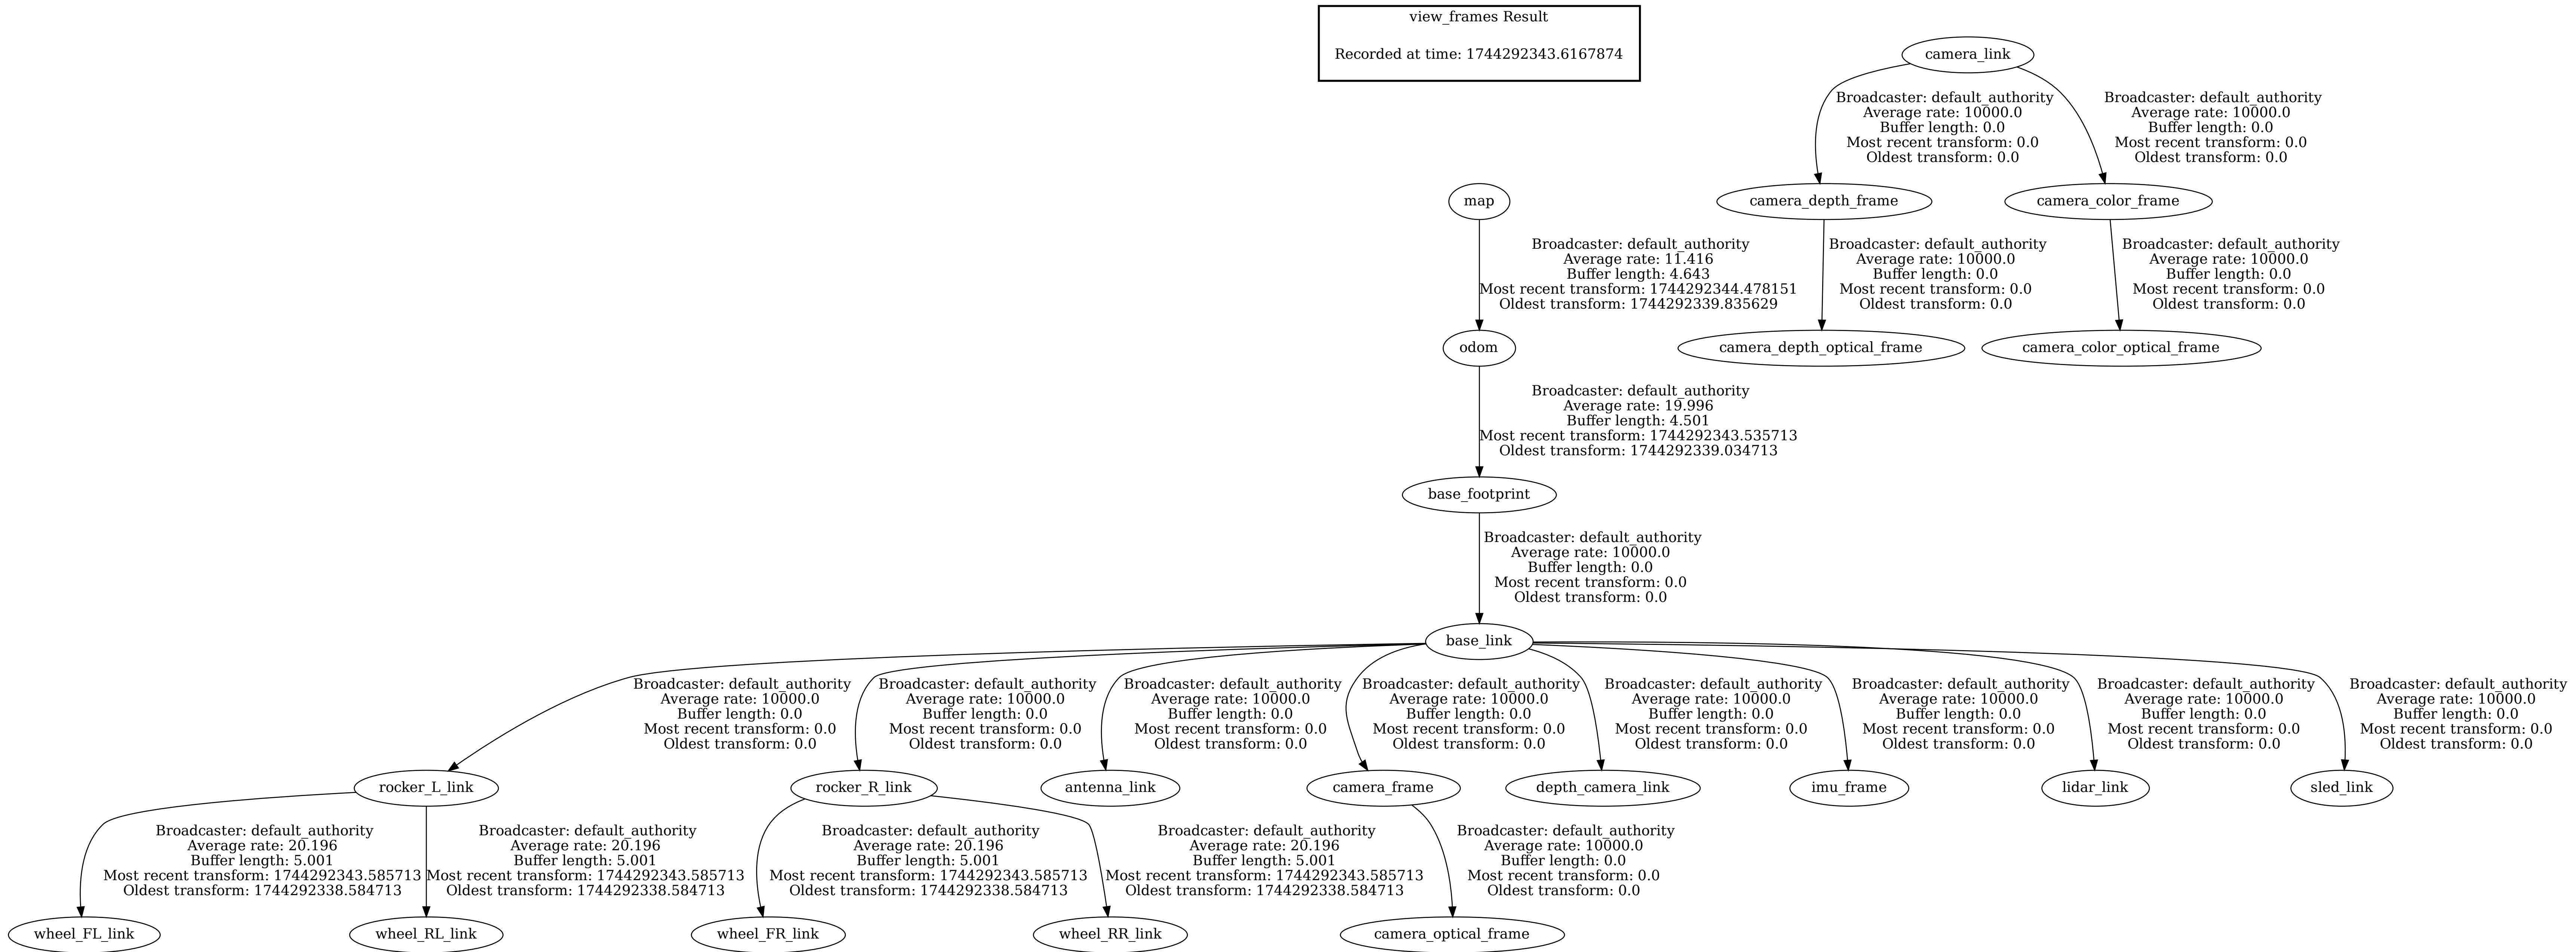 view_frames Result
Recorded at time: 1744292343.6167874
camera_link
Broadcaster: default_authority
Average rate: 10000.0
Buffer length: 0.0
Most recent transform: 0.0
Oldest transform: 0.0
Broadcaster: default_authority
Average rate: 10000.0
Buffer length: 0.0
Most recent transform: 0.0
Oldest transform: 0.0
map
camera_depth_frame
camera_color_frame
Broadcaster: default_authority
Average rate: 11.416
Buffer length: 4.643
Most recent transform: 1744292344.478151
Oldest transform: 1744292339.835629
Broadcaster: default_authority
Average rate: 10000.0
Buffer length: 0.0
Most recent transform: 0.0
Oldest transform: 0.0
Broadcaster: default_authority
Average rate: 10000.0
Buffer length: 0.0
Most recent transform: 0.0
Oldest transform: 0.0
odom
camera_depth_optical_frame
camera_color_optical_frame
Broadcaster: default_authority
Average rate: 19.996
Buffer length: 4.501
Most recent transform: 1744292343.535713
Oldest transform: 1744292339.034713
base_footprint
Broadcaster: default_authority
Average rate: 10000.0
Buffer length: 0.0
Most recent transform: 0.0
Oldest transform: 0.0
base_link
Broadcaster: default_authority
Average rate: 10000.0
Buffer length: 0.0
Most recent transform: 0.0
Oldest transform: 0.0
Broadcaster: default_authority
Average rate: 10000.0
Buffer length: 0.0
Most recent transform: 0.0
Oldest transform: 0.0
Broadcaster: default_authority
Average rate: 10000.0
Buffer length: 0.0
Most recent transform: 0.0
Oldest transform: 0.0
Broadcaster: default_authority
Average rate: 10000.0
Buffer length: 0.0
Most recent transform: 0.0
Oldest transform: 0.0
Broadcaster: default_authority
Average rate: 10000.0
Buffer length: 0.0
Most recent transform: 0.0
Oldest transform: 0.0
Broadcaster: default_authority
Average rate: 10000.0
Buffer length: 0.0
Most recent transform: 0.0
Oldest transform: 0.0
Broadcaster: default_authority
Average rate: 10000.0
Buffer length: 0.0
Most recent transform: 0.0
Oldest transform: 0.0
Broadcaster: default_authority
Average rate: 10000.0
Buffer length: 0.0
Most recent transform: 0.0
Oldest transform: 0.0
rocker_L_link
rocker_R_link
antenna_link
camera_frame
depth_camera_link
imu_frame
lidar_link
sled_link
Broadcaster: default_authority
Average rate: 20.196
Buffer length: 5.001
Most recent transform: 1744292343.585713
Oldest transform: 1744292338.584713
Broadcaster: default_authority
Average rate: 20.196
Buffer length: 5.001
Most recent transform: 1744292343.585713
Oldest transform: 1744292338.584713
Broadcaster: default_authority
Average rate: 20.196
Buffer length: 5.001
Most recent transform: 1744292343.585713
Oldest transform: 1744292338.584713
Broadcaster: default_authority
Average rate: 20.196
Buffer length: 5.001
Most recent transform: 1744292343.585713
Oldest transform: 1744292338.584713
Broadcaster: default_authority
Average rate: 10000.0
Buffer length: 0.0
Most recent transform: 0.0
Oldest transform: 0.0
wheel_FL_link
wheel_RL_link
wheel_FR_link
wheel_RR_link
camera_optical_frame